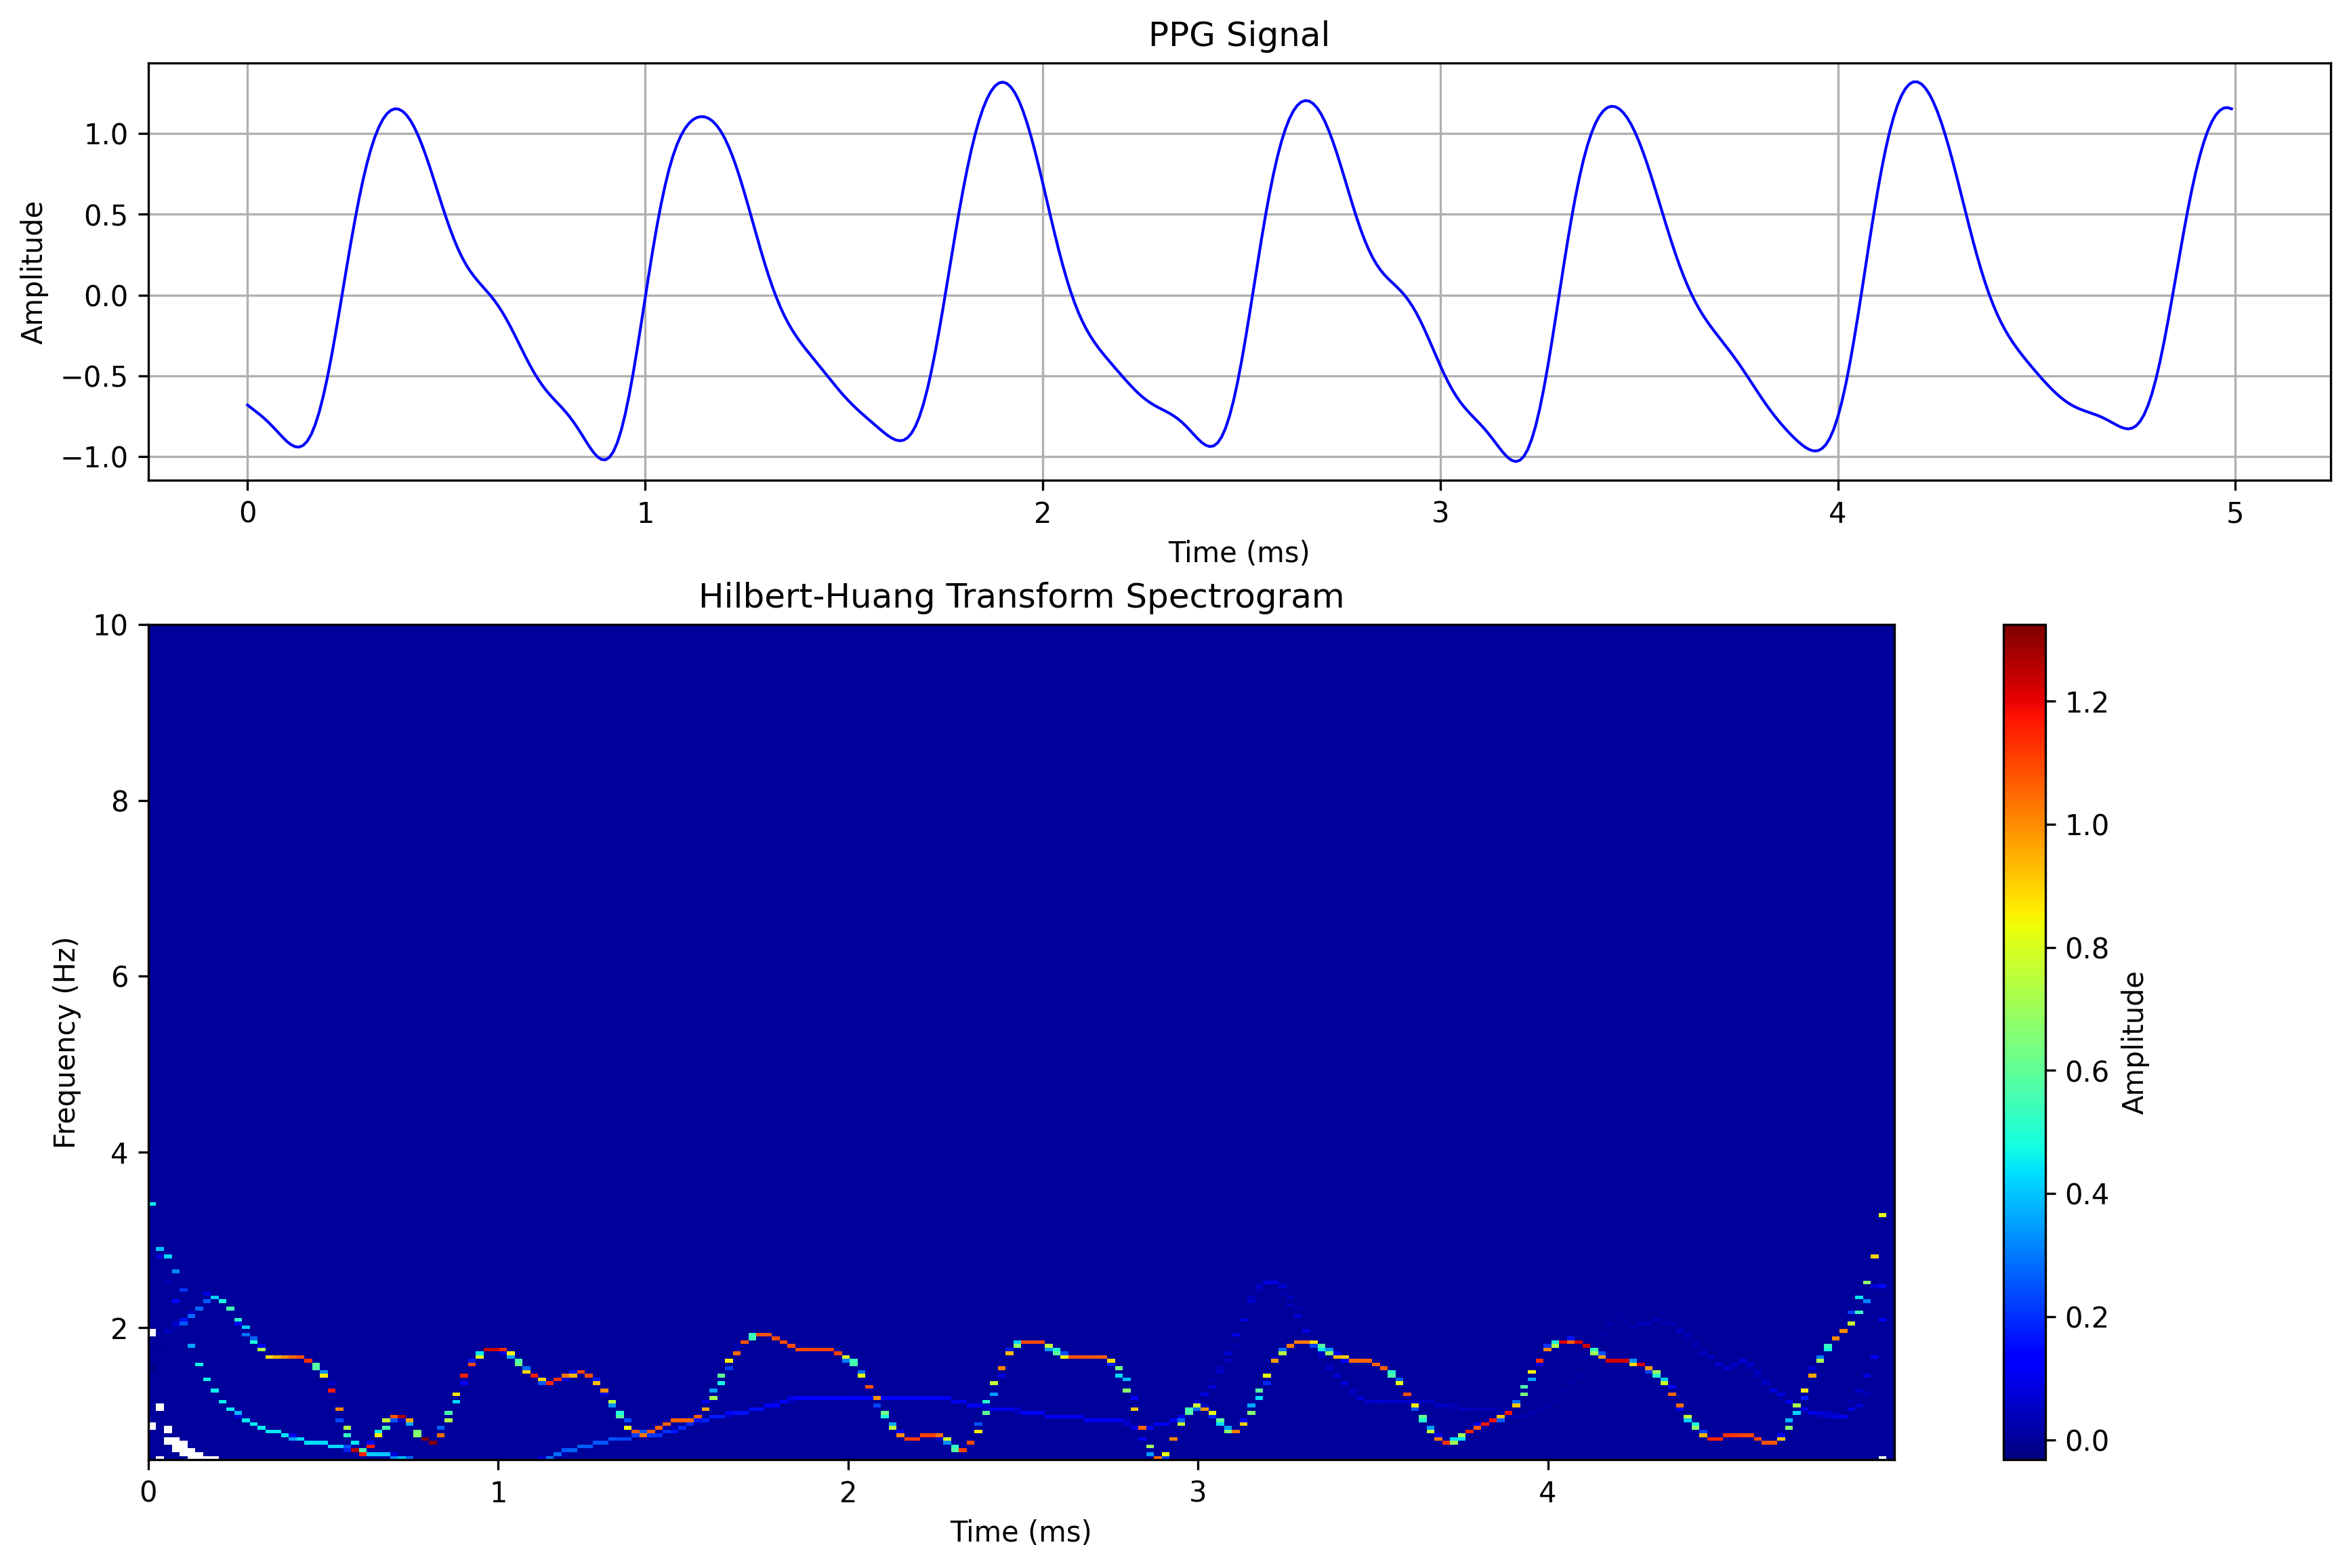 PPG Signal
Amplitude
1.0
0.5
0.0
−0.5
−1.0
0 1 2 3 4 5
Time (ms)
Hilbert-Huang Transform Spectrogram
Frequency (Hz)
10
8
6
4
2
0 1 2 3 4
Time (ms)
1.2
1.0
0.8
0.6
0.4
0.2
0.0
Amplitude